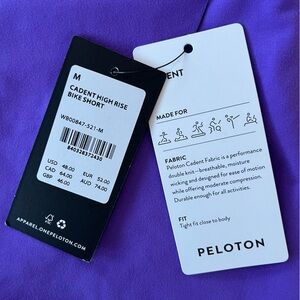 M
CADENT HIGH RISE
BIKE SHORT
WB00847-521-M
USD 48.00 EUR 52.00
CAD 64.00 AUD 74.00
GBP 46.00
APPAREL.ONEPELOTON.COM
ENT
MADE FOR
FABRIC
Peloton Cadent Fabric is a performance
double knit—breathable, moisture
wicking and designed for ease of motion
while offering moderate compression.
Durable enough for all activities.
FIT
Tight fit close to body
PELOTON